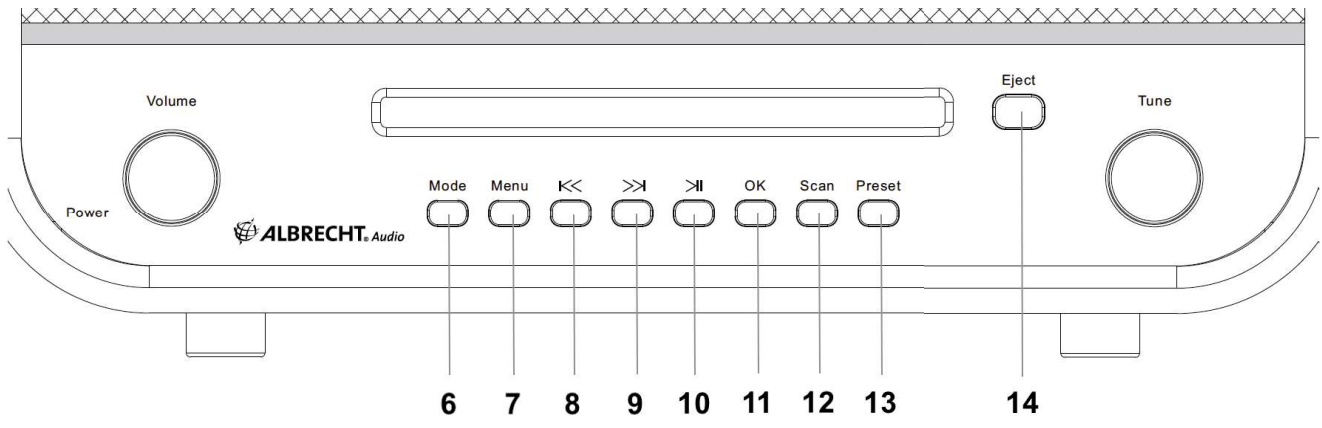 Eject
Volume
Tune
Mode Menu OK Scan Preset
Power
ALBRECHT® Audio
6 7 8 9 10 11 12 13 14